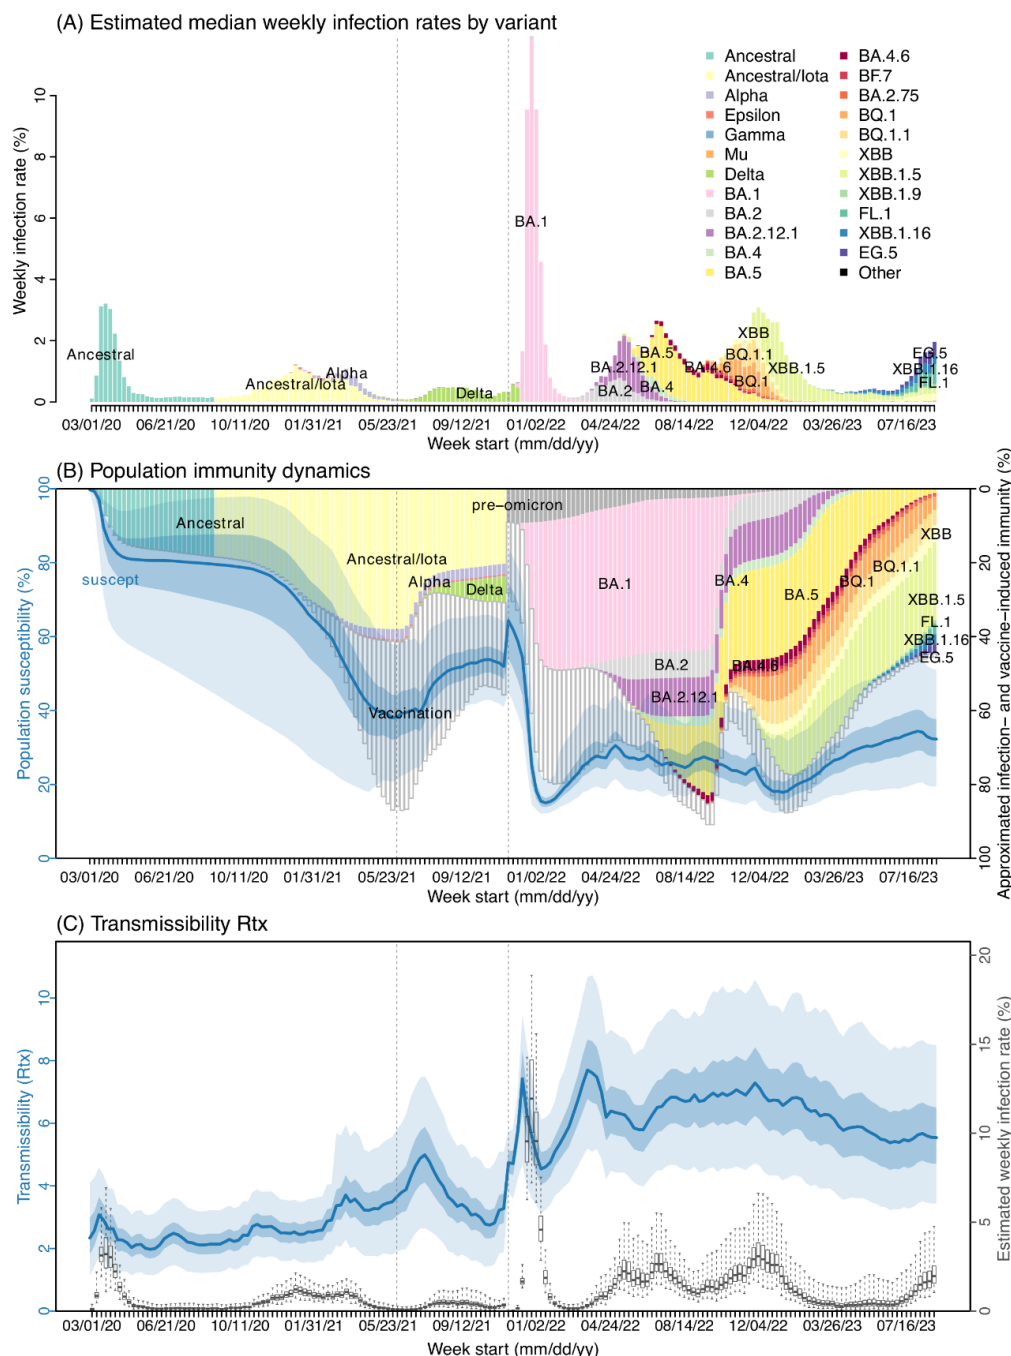 (A) Estimated median weekly infection rates by variant
Weekly infection rate (%)
10
8
6
4
2
0
Ancestral
Ancestral/Iota
Alpha
Epsilon
Gamma
Mu
Delta
BA.1
BA.2
BA.2.12.1
BA.4
BA.5
BA.4.6
BF.7
BA.2.75
BQ.1
BQ.1.1
XBB
XBB.1.5
XBB.1.9
FL.1
XBB.1.16
EG.5
Other
BA.1
Ancestral
Ancestral/Iota
Alpha
Delta
BA.2.12.1
BA.2
BA.5
BA.4
BA.4.6
XBB
BQ.1.1
BQ.1
XBB.1.5
EG.5
XBB.1.16
FL.1
03/01/20 06/21/20 10/11/20 01/31/21 05/23/21 09/12/21 01/02/22 04/24/22 08/14/22 12/04/22 03/26/23 07/16/23
Week start (mm/dd/yy)
(B) Population immunity dynamics
Population susceptibility (%)
100
80
60
40
20
0
Approximated infection- and vaccine-induced immunity (%)
0
20
40
60
80
100
pre-omicron
Ancestral
suscept
Ancestral/Iota
Alpha
Delta
Vaccination
BA.1
BA.2
BA.2.12.1
BA.4
BA.5
BA.4.6
BQ.1
BQ.1.1
XBB
XBB.1.5
FL.1
XBB.1.16
EG.5
03/01/20 06/21/20 10/11/20 01/31/21 05/23/21 09/12/21 01/02/22 04/24/22 08/14/22 12/04/22 03/26/23 07/16/23
Week start (mm/dd/yy)
(C) Transmissibility Rtx
Transmissibility (Rtx)
10
8
6
4
2
0
Estimated weekly infection rate (%)
20
15
10
5
0
03/01/20 06/21/20 10/11/20 01/31/21 05/23/21 09/12/21 01/02/22 04/24/22 08/14/22 12/04/22 03/26/23 07/16/23
Week start (mm/dd/yy)